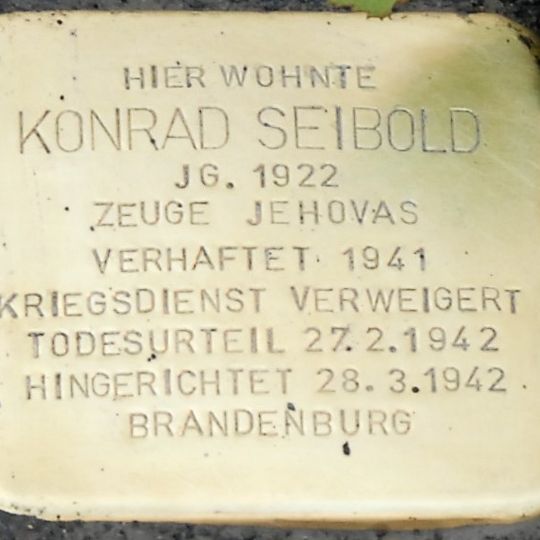 HIER WOHNTE
KONRAD SEIBOLD
JG. 1922
ZEUGE JEHOVAS
VERHAFTET 1941
KRIEGSDIENST VERWEIGERT
TODESURTEIL 27.2.1942
HINGERICHTET 28.3.1942
BRANDENBURG